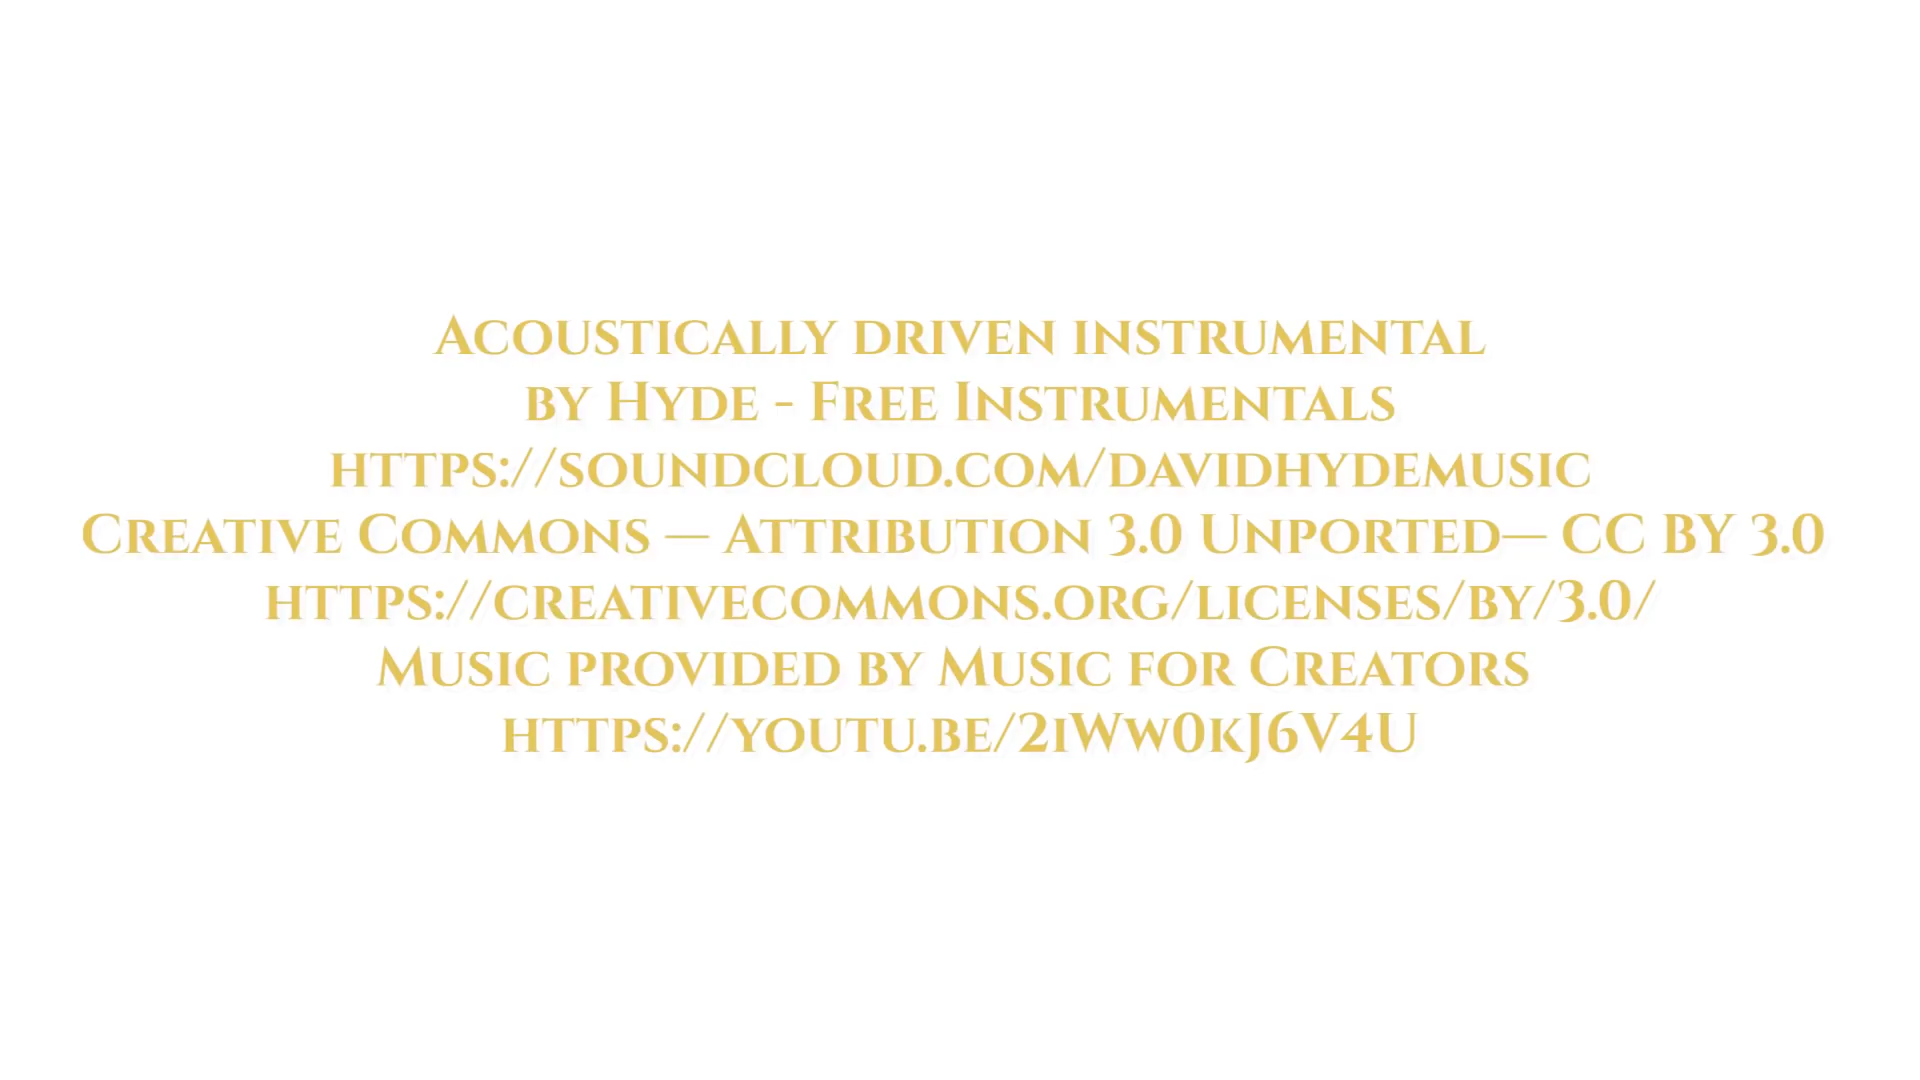 Acoustically driven instrumental
by Hyde - Free Instrumentals
https://soundcloud.com/davidhydemusic
Creative Commons — Attribution 3.0 Unported— CC BY 3.0
https://creativecommons.org/licenses/by/3.0/
Music provided by Music for Creators
https://youtu.be/2iWw0kJ6V4U